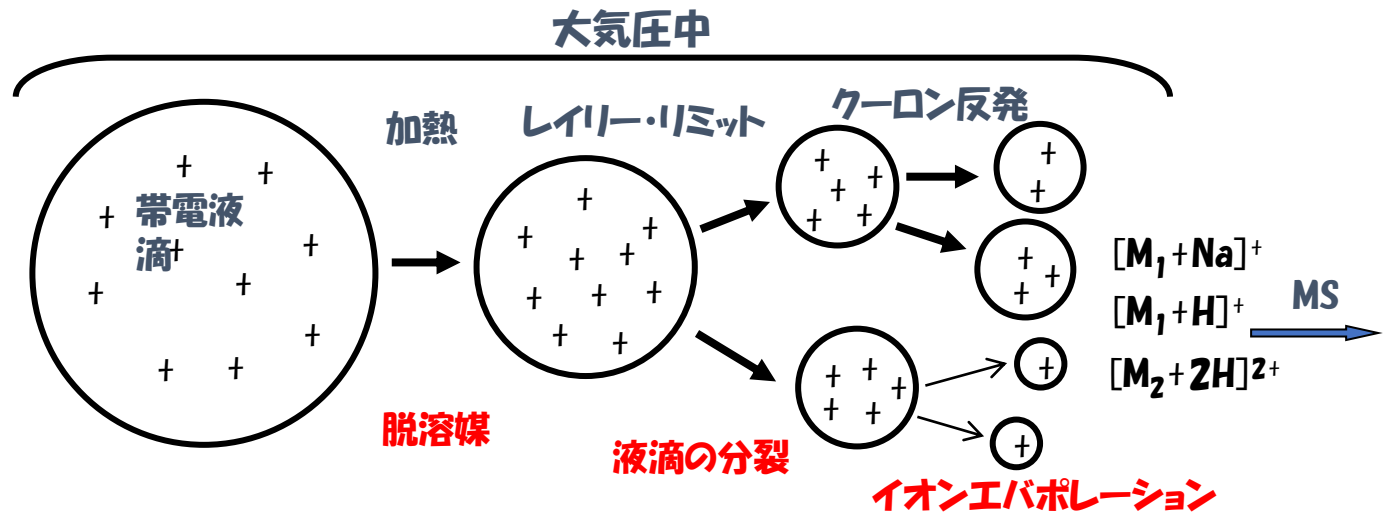 大気圧中
加熱
レイリー・リミット
クーロン反発
帯電液
滴
[M₁+Na]⁺
[M₁+H]⁺
[M₂+2H]²⁺
MS
脱溶媒
液滴の分裂
イオンエバポレーション